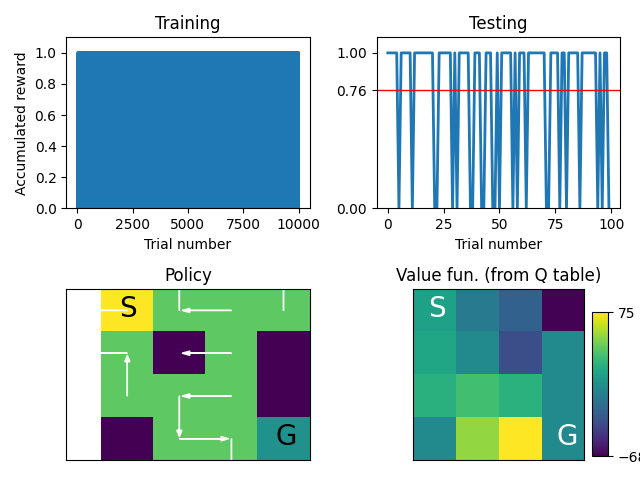 Training
Testing
Accumulated reward
1.0
0.8
0.6
0.4
0.2
0.0
0
2500
5000
7500
10000
Trial number
1.00
0.76
0.00
0
25
50
75
100
Trial number
Policy
S
G
Value fun. (from Q table)
S
G
75
−68